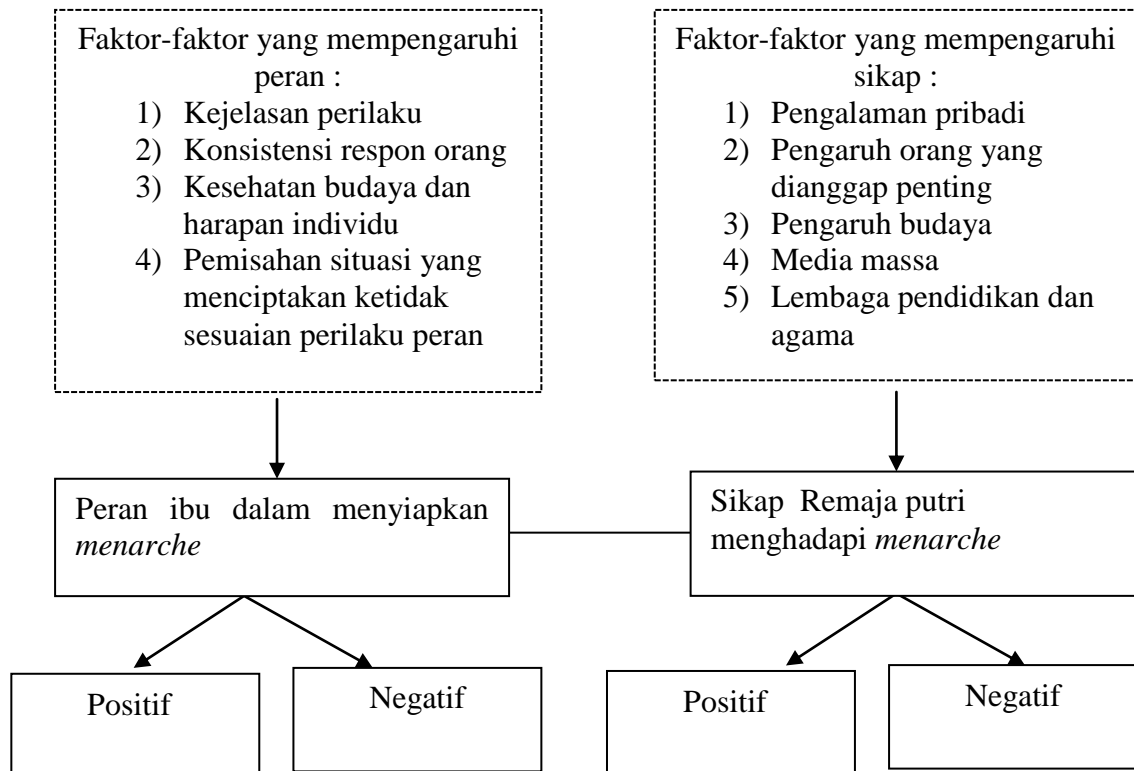 Faktor-faktor yang mempengaruhi
peran :
1) Kejelasan perilaku
2) Konsistensi respon orang
3) Kesehatan budaya dan
harapan individu
4) Pemisahan situasi yang
menciptakan ketidak
sesuaian perilaku peran
Faktor-faktor yang mempengaruhi
sikap :
1) Pengalaman pribadi
2) Pengaruh orang yang
dianggap penting
3) Pengaruh budaya
4) Media massa
5) Lembaga pendidikan dan
agama
Peran ibu dalam menyiapkan
menarche
Sikap Remaja putri
menghadapi menarche
Positif
Negatif
Positif
Negatif